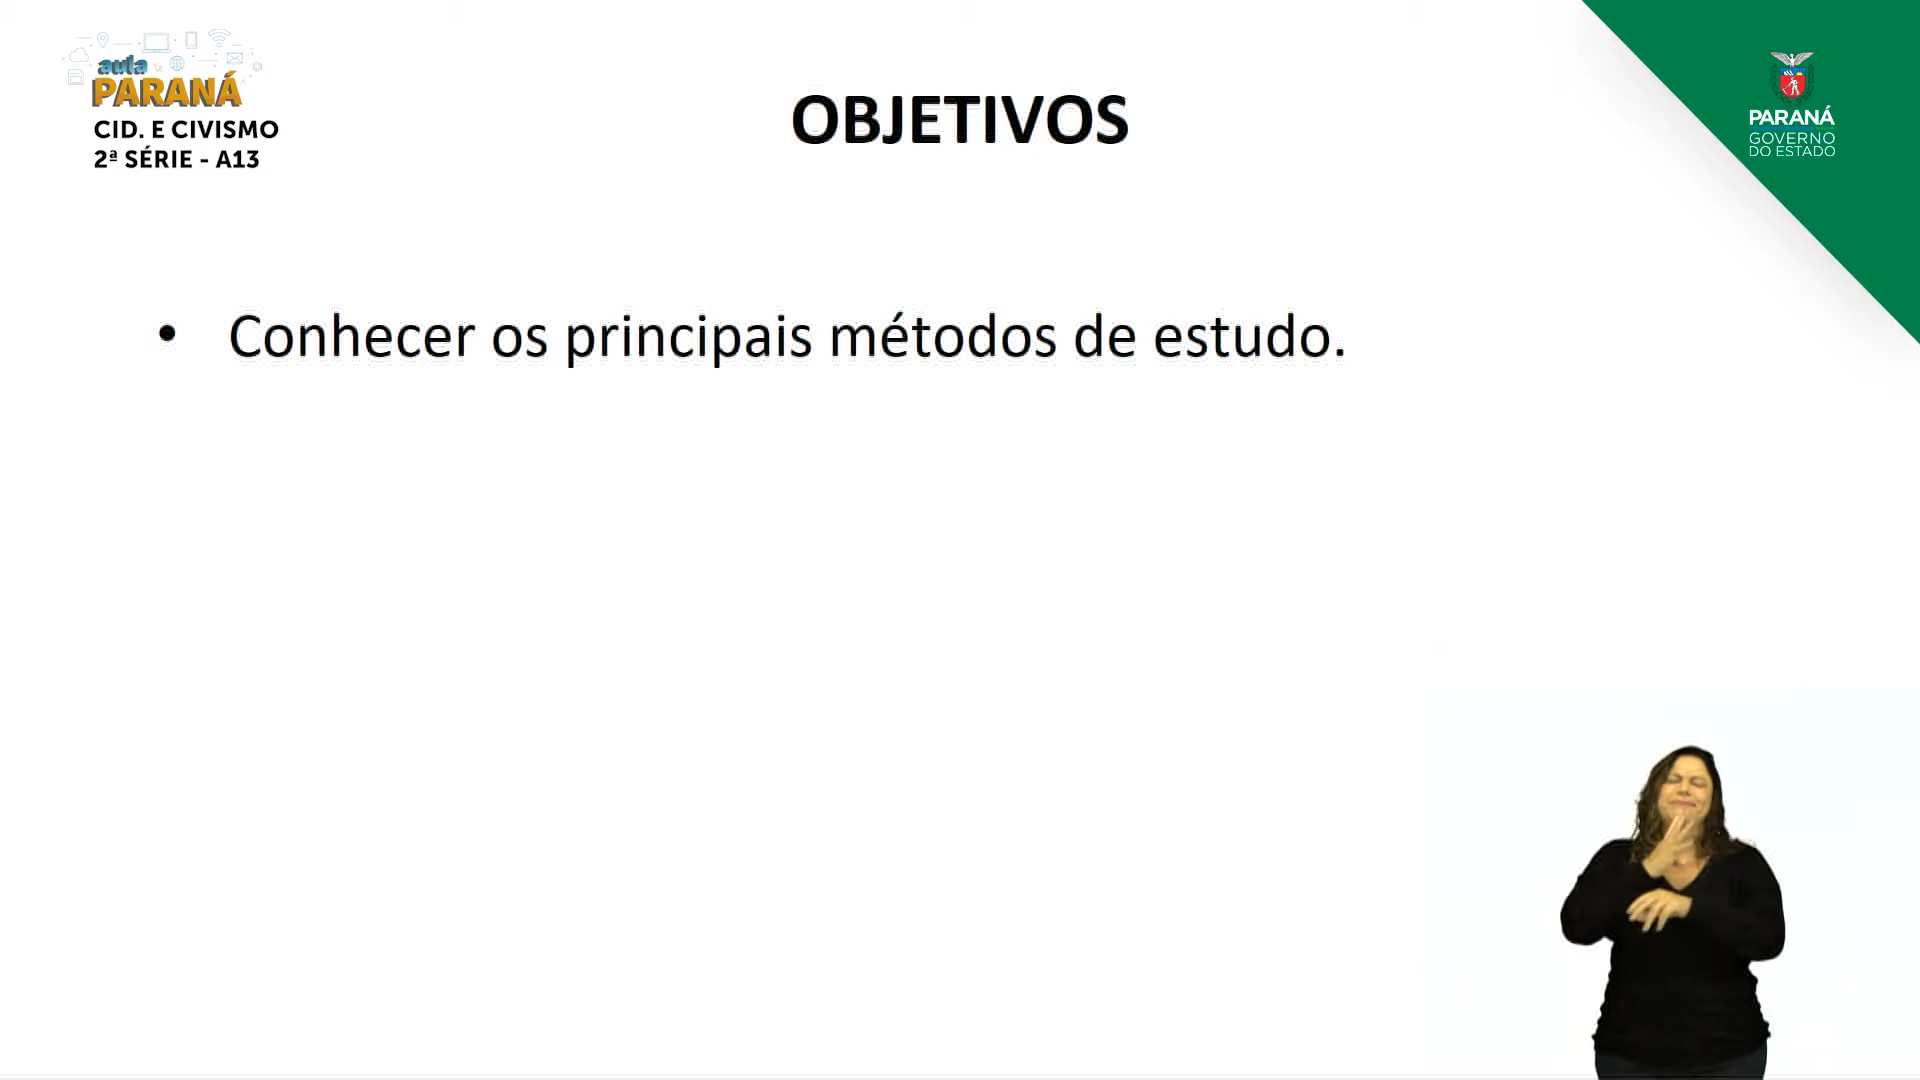 aula
PARANÁ
CID. E CIVISMO
2ª SÉRIE - A13
OBJETIVOS
PARANÁ
GOVERNO
DO ESTADO
• Conhecer os principais métodos de estudo.